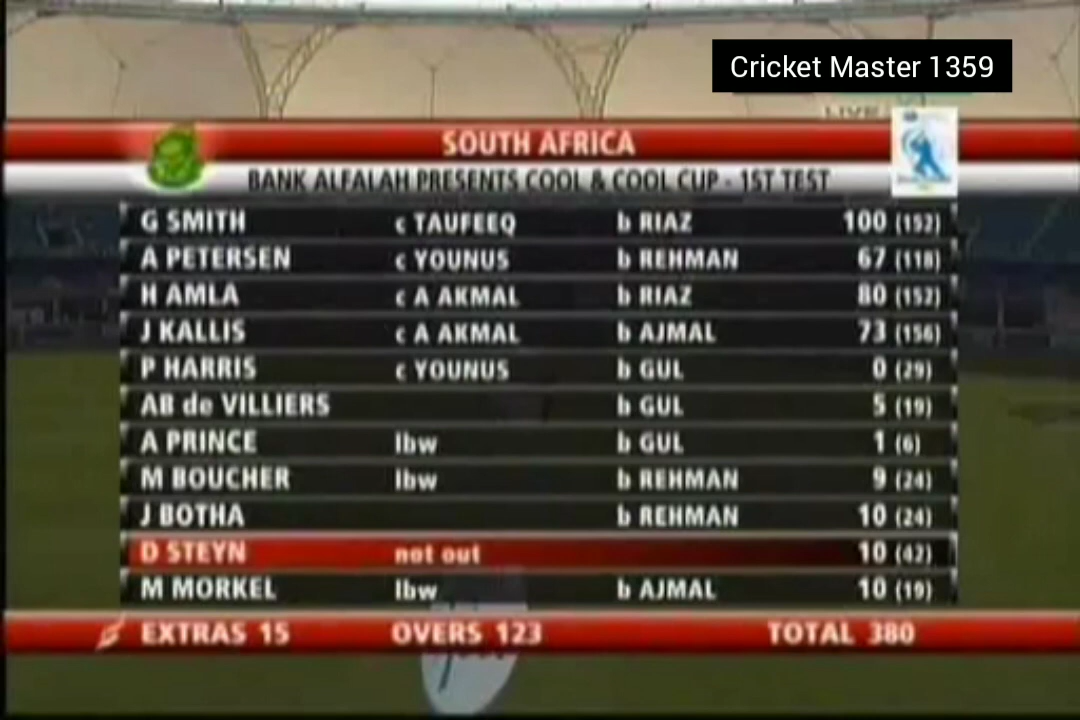 Cricket Master 1359
LIVE
SOUTH AFRICA
BANK ALFALAH PRESENTS COOL & COOL CUP - 1ST TEST
G SMITH c TAUFEEQ b RIAZ 100 (152)
A PETERSEN c YOUNUS b REHMAN 67 (118)
H AMLA c A AKMAL b RIAZ 80 (152)
J KALLIS c A AKMAL b AJMAL 73 (156)
P HARRIS c YOUNUS b GUL 0 (29)
AB de VILLIERS b GUL 5 (19)
A PRINCE lbw b GUL 1 (6)
M BOUCHER lbw b REHMAN 9 (24)
J BOTHA b REHMAN 10 (24)
D STEYN not out 10 (42)
M MORKEL lbw b AJMAL 10 (19)
EXTRAS 15 OVERS 123 TOTAL 380